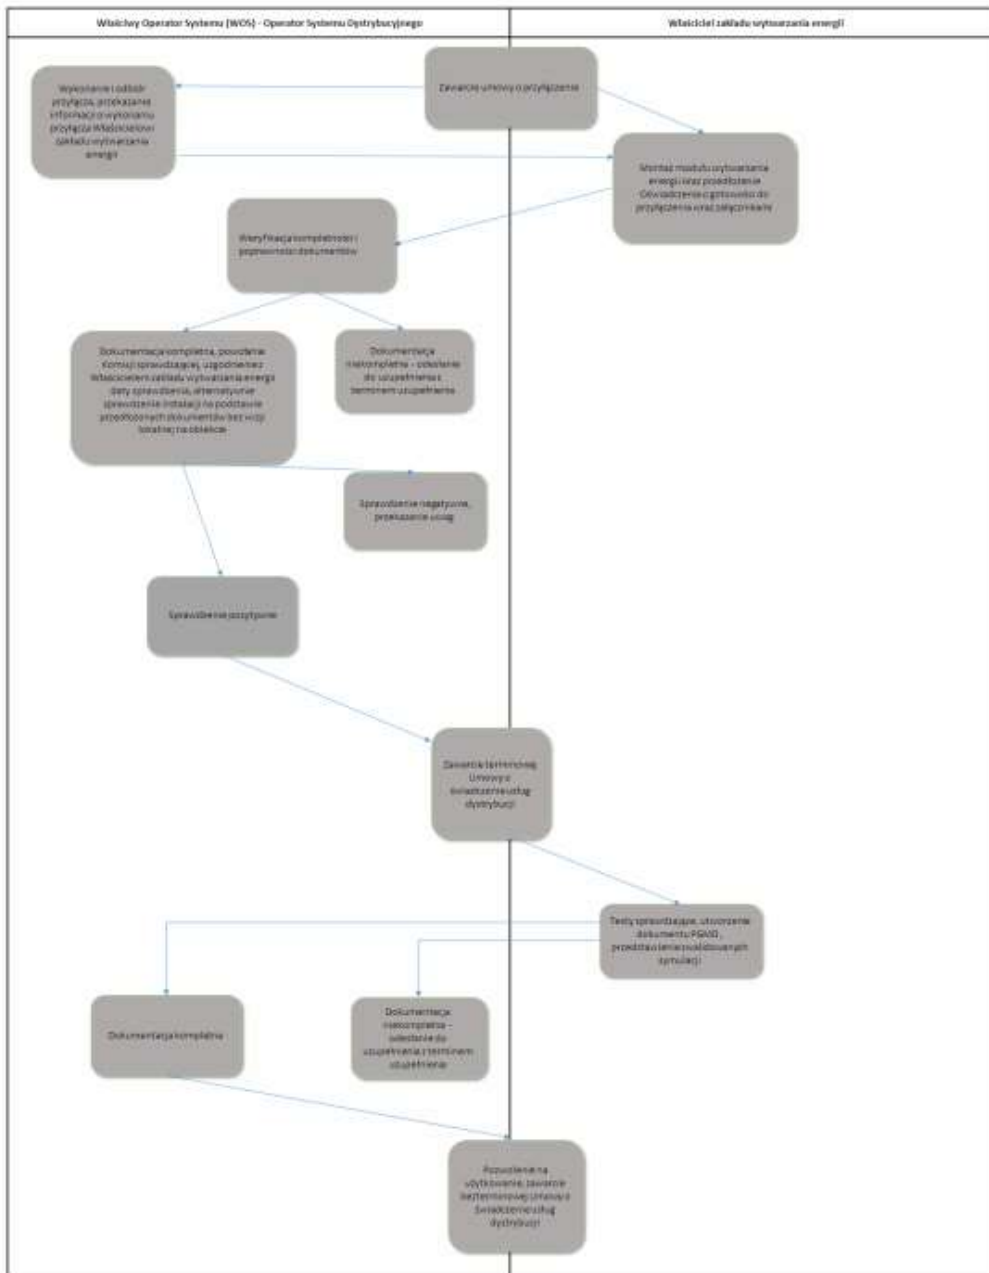 Właściwy Operator Systemu (WOS) - Operator Systemu Dystrybucyjnego
Właściciel zakładu wytwarzania energii
Zawarcie umowy o przyłączenie
Wykonanie i odbiór
przyłącza, przekazanie
informacji o wykonaniu
przyłącza Właścicielowi
zakładu wytwarzania
energii
Montaż modułu wytwarzania
energii wraz przedłożenie
Oświadczenia o gotowości do
przyłączenia wraz załącznikami
Weryfikacja kompletności i
poprawności dokumentów
Dokumentacja kompletna, powołanie
Komisji sprawdzającej, uzgodnienie z
Właścicielem zakładu wytwarzania energii
daty sprawdzenia, alternatywnie
sprawdzenie instalacji na podstawie
przedłożonych dokumentów bez wizji
lokalnej na obiekcie
Dokumentacja
niekompletna – odesłanie
do uzupełnienia z
terminem uzupełnienia
Sprawdzenie negatywne,
przekazanie uwag
Sprawdzenie pozytywne
Zawarcie terminowej
Umowy o
świadczenie usług
dystrybucji
Testy sprawdzające, utworzenie
dokumentu PGMD,
przedstawienie zwalidowanych
symulacji
Dokumentacja kompletna
Dokumentacja
niekompletna –
odesłanie do
uzupełnienia z terminem
uzupełnienia
Pozwolenie na
użytkowanie, zawarcie
bezterminowej Umowy o
świadczenie usług
dystrybucji